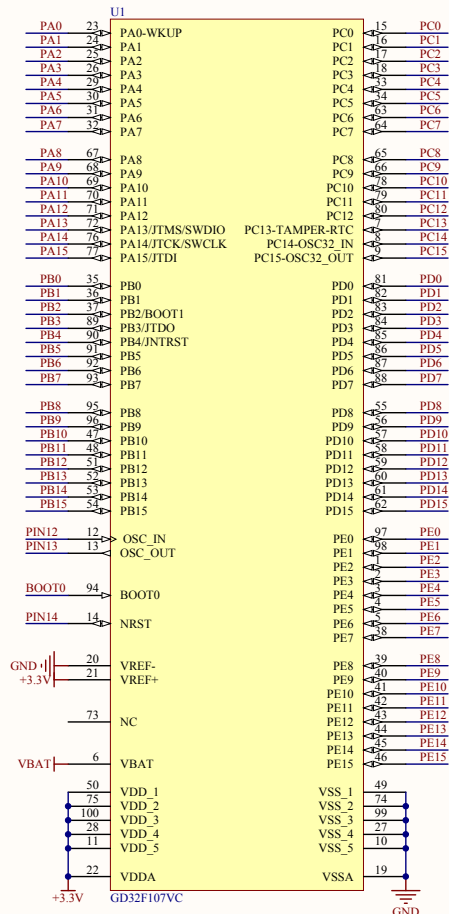 U1
PA0 23 PA0-WKUP PC0 15 PC0
PA1 24 PA1 PC1 16 PC1
PA2 25 PA2 PC2 17 PC2
PA3 26 PA3 PC3 18 PC3
PA4 29 PA4 PC4 33 PC4
PA5 30 PA5 PC5 34 PC5
PA6 31 PA6 PC6 63 PC6
PA7 32 PA7 PC7 64 PC7
PA8 67 PA8 PC8 65 PC8
PA9 68 PA9 PC9 66 PC9
PA10 69 PA10 PC10 78 PC10
PA11 70 PA11 PC11 79 PC11
PA12 71 PA12 PC12 80 PC12
PA13 72 PA13/JTMS/SWDIO PC13-TAMPER-RTC 7 PC13
PA14 76 PA14/JTCK/SWCLK PC14-OSC32_IN 8 PC14
PA15 77 PA15/JTDI PC15-OSC32_OUT 9 PC15
PB0 35 PB0 PD0 81 PD0
PB1 36 PB1 PD1 82 PD1
PB2 37 PB2/BOOT1 PD2 83 PD2
PB3 89 PB3/JTDO PD3 84 PD3
PB4 90 PB4/JNTRST PD4 85 PD4
PB5 91 PB5 PD5 86 PD5
PB6 92 PB6 PD6 87 PD6
PB7 93 PB7 PD7 88 PD7
PB8 95 PB8 PD8 55 PD8
PB9 96 PB9 PD9 56 PD9
PB10 47 PB10 PD10 57 PD10
PB11 48 PB11 PD11 58 PD11
PB12 51 PB12 PD12 59 PD12
PB13 52 PB13 PD13 60 PD13
PB14 53 PB14 PD14 61 PD14
PB15 54 PB15 PD15 62 PD15
PIN12 12 OSC_IN PE0 97 PE0
PIN13 13 OSC_OUT PE1 98 PE1
PE2 1 PE2
PE3 2 PE3
BOOT0 94 BOOT0 PE4 3 PE4
PE5 4 PE5
PIN14 14 NRST PE6 5 PE6
PE7 38 PE7
GND 20 VREF- PE8 39 PE8
+3.3V 21 VREF+ PE9 40 PE9
PE10 41 PE10
PE11 42 PE11
73 NC PE12 43 PE12
PE13 44 PE13
PE14 45 PE14
VBAT 6 VBAT PE15 46 PE15
50 VDD_1 VSS_1 49
75 VDD_2 VSS_2 74
100 VDD_3 VSS_3 99
28 VDD_4 VSS_4 27
11 VDD_5 VSS_5 10
22 VDDA VSSA 19
+3.3V GD32F107VC GND